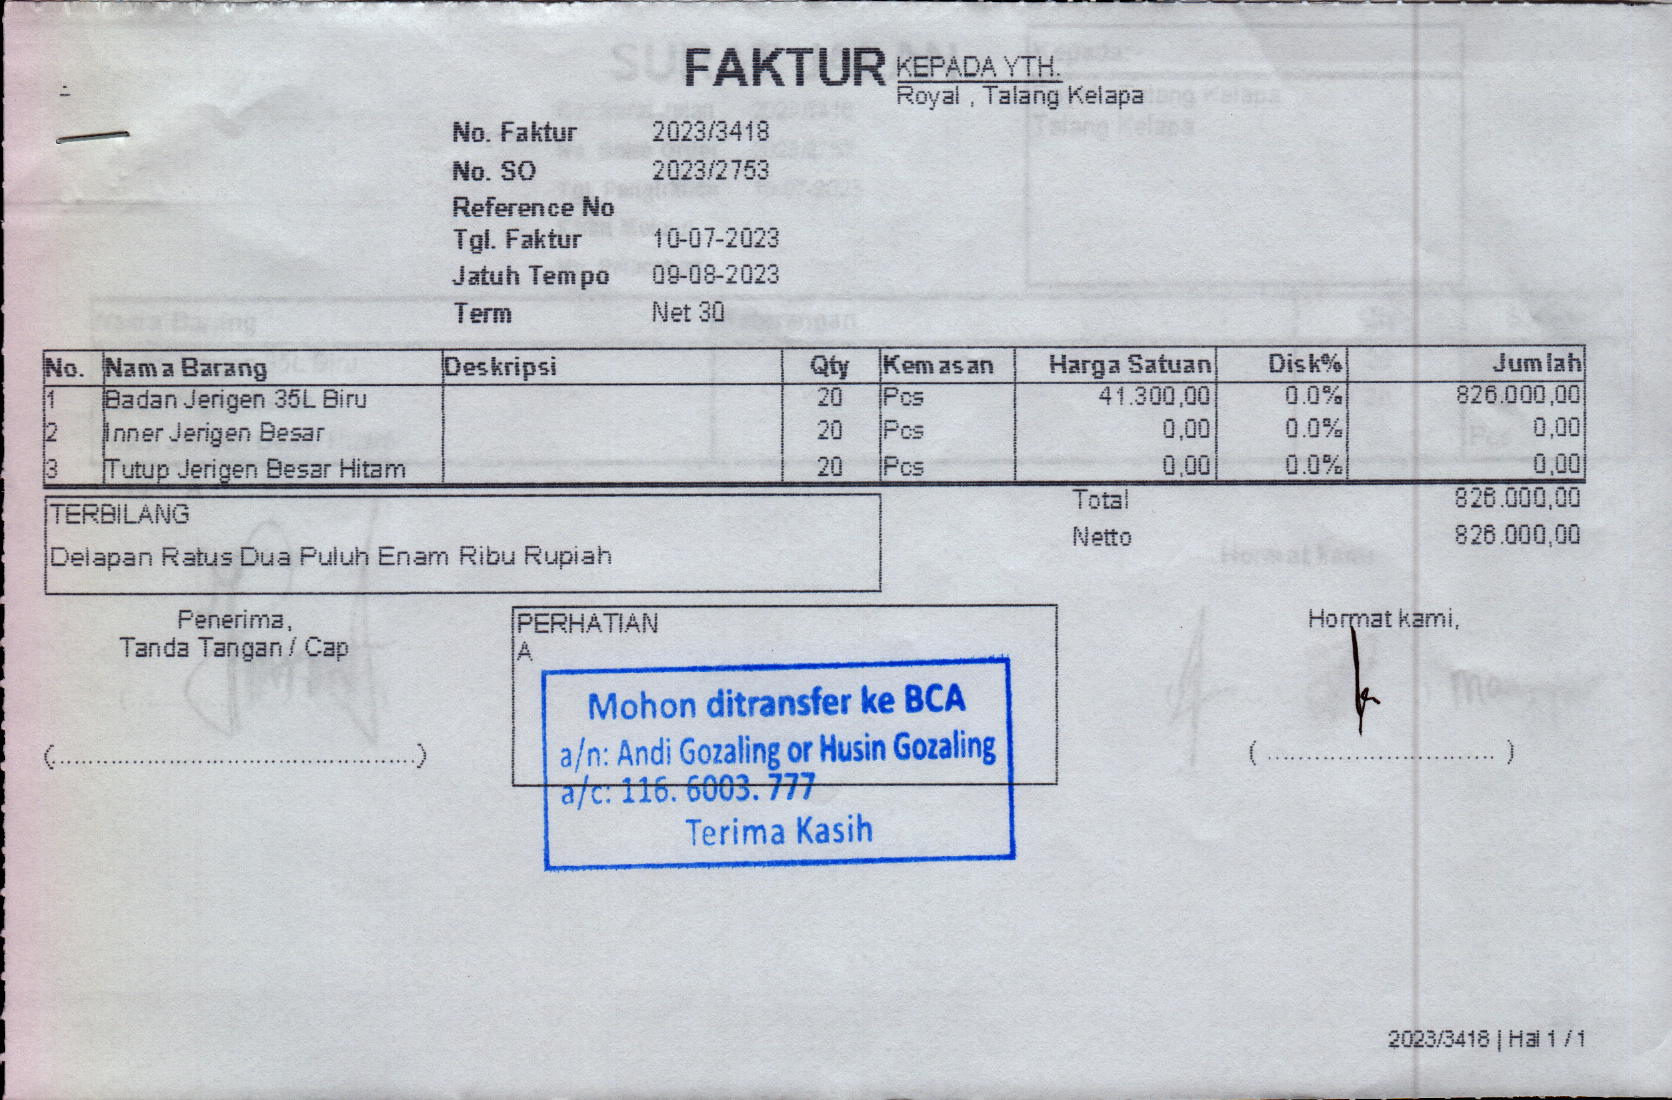 FAKTUR
KEPADA YTH.
Royal , Talang Kelapa
No. Faktur 2023/3418
No. SO 2023/2753
Reference No
Tgl. Faktur 10-07-2023
Jatuh Tempo 09-08-2023
Term Net 30
No. Nama Barang Deskripsi Qty Kemasan Harga Satuan Disk% Jumlah
1 Badan Jerigen 35L Biru 20 Pcs 41.300,00 0.0% 826.000,00
2 Inner Jerigen Besar 20 Pcs 0,00 0.0% 0,00
3 Tutup Jerigen Besar Hitam 20 Pcs 0,00 0.0% 0,00
Total 826.000,00
Netto 826.000,00
TERBILANG
Delapan Ratus Dua Puluh Enam Ribu Rupiah
Penerima,
Tanda Tangan / Cap
(..............................................)
PERHATIAN
A
Mohon ditransfer ke BCA
a/n: Andi Gozaling or Husin Gozaling
a/c: 116. 6003. 777
Terima Kasih
Hormat kami,
( ............................. )
2023/3418 | Hal 1 / 1